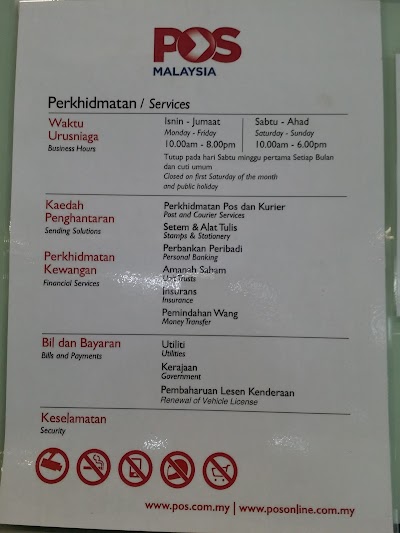 POS
MALAYSIA
Perkhidmatan / Services
Waktu
Urusniaga
Business Hours
Isnin - Jumaat
Monday - Friday
10.00am - 8.00pm
Sabtu - Ahad
Saturday - Sunday
10.00am - 6.00pm
Tutup pada hari Sabtu minggu pertama Setiap Bulan
dan cuti umum
Closed on first Saturday of the month
and public holiday
Kaedah
Penghantaran
Sending Solutions
Perkhidmatan Pos dan Kurier
Post and Courier Services
Setem & Alat Tulis
Stamps & Stationery
Perkhidmatan
Kewangan
Financial Services
Perbankan Peribadi
Personal Banking
Amanah Saham
Unit Trusts
Insurans
Insurance
Pemindahan Wang
Money Transfer
Bil dan Bayaran
Bills and Payments
Utiliti
Utilities
Kerajaan
Government
Pembaharuan Lesen Kenderaan
Renewal of Vehicle License
Keselamatan
Security
www.pos.com.my | www.posonline.com.my